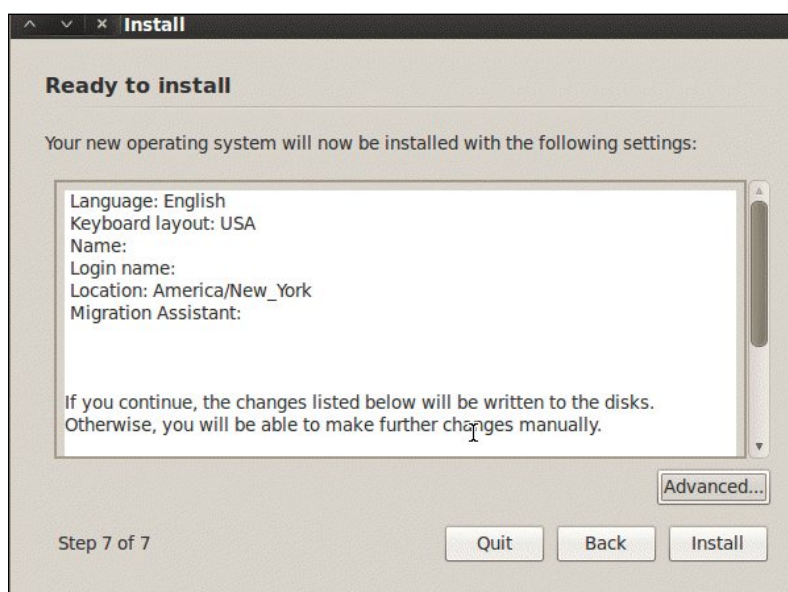 Install
Ready to install
Your new operating system will now be installed with the following settings:
Language: English
Keyboard layout: USA
Name:
Login name:
Location: America/New_York
Migration Assistant:
If you continue, the changes listed below will be written to the disks.
Otherwise, you will be able to make further changes manually.
Advanced...
Step 7 of 7
Quit
Back
Install